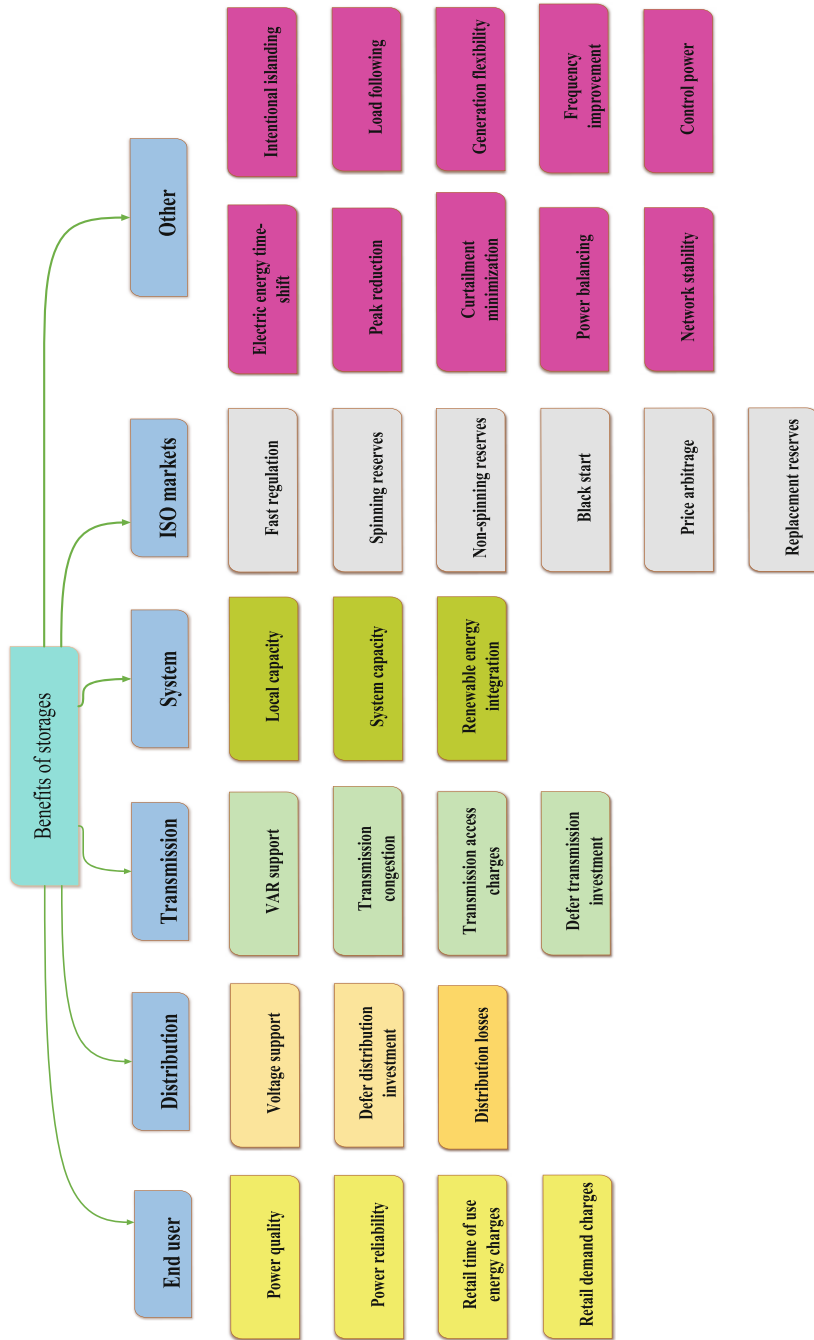 Benefits of storages
End user
Distribution
Transmission
System
ISO markets
Other
Power quality
Power reliability
Retail time of use
energy charges
Retail demand charges
Voltage support
Defer distribution
investment
Distribution losses
VAR support
Transmission
congestion
Transmission access
charges
Defer transmission
investment
Local capacity
System capacity
Renewable energy
integration
Fast regulation
Spinning reserves
Non-spinning reserves
Black start
Price arbitrage
Replacement reserves
Electric energy time-
shift
Peak reduction
Curtailment
minimization
Power balancing
Network stability
Intentional islanding
Load following
Generation flexibility
Frequency
improvement
Control power